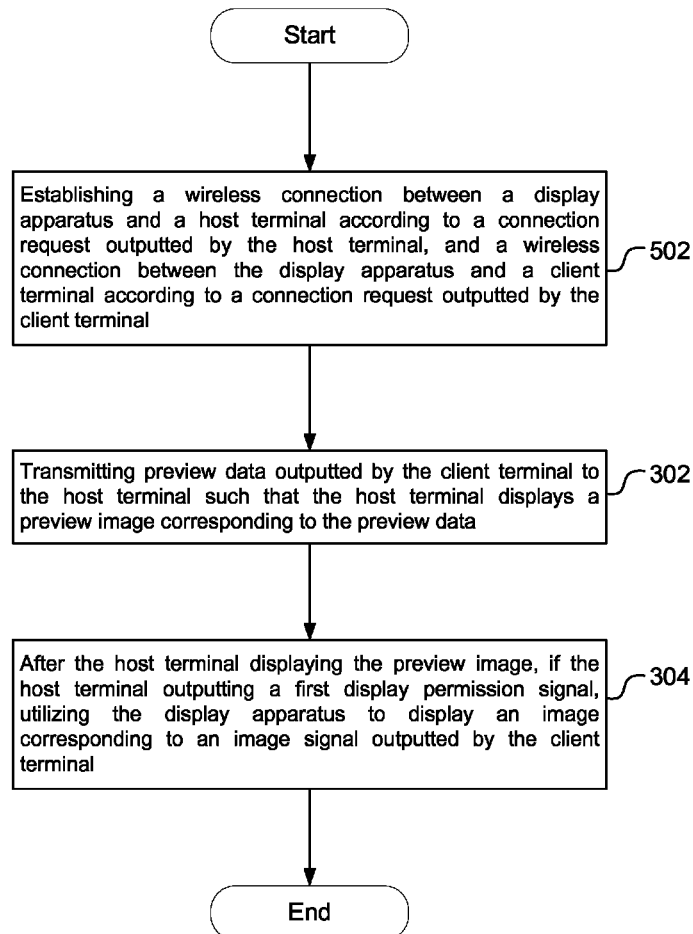 Start
Establishing a wireless connection between a display
apparatus and a host terminal according to a connection
request outputted by the host terminal, and a wireless
connection between the display apparatus and a client
terminal according to a connection request outputted by the
client terminal
502
Transmitting preview data outputted by the client terminal to
the host terminal such that the host terminal displays a
preview image corresponding to the preview data
302
After the host terminal displaying the preview image, if the
host terminal outputting a first display permission signal,
utilizing the display apparatus to display an image
corresponding to an image signal outputted by the client
terminal
304
End